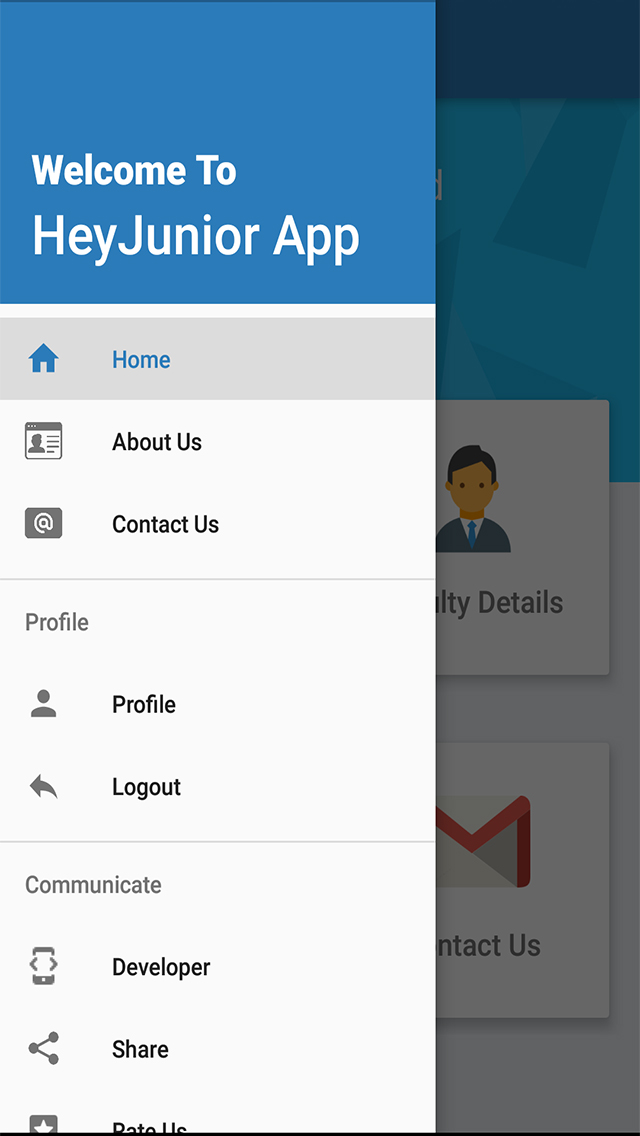 Welcome To
HeyJunior App
Home
About Us
Contact Us
Profile
Profile
Logout
Communicate
Developer
Share
Rate Us
d
ulty Details
ntact Us